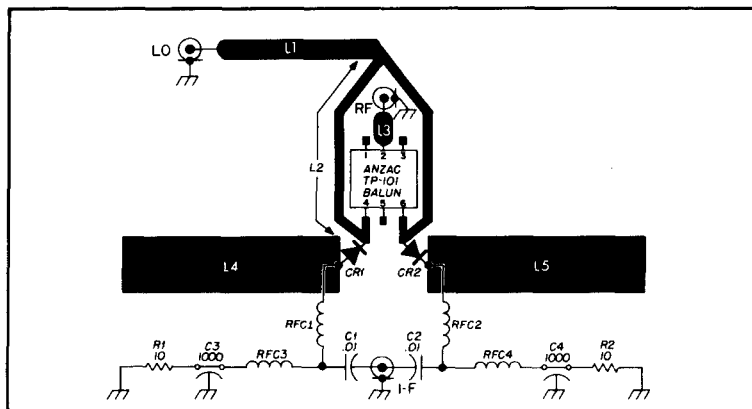 LO
L1
RF
L3
L2
1 2 3
ANZAC
TP-101
BALUN
4 5 6
L4
CR1
CR2
L5
RFC1
RFC2
R1
10
C3
1000
RFC3
C1
.01
C2
.01
I-F
RFC4
C4
1000
R2
10